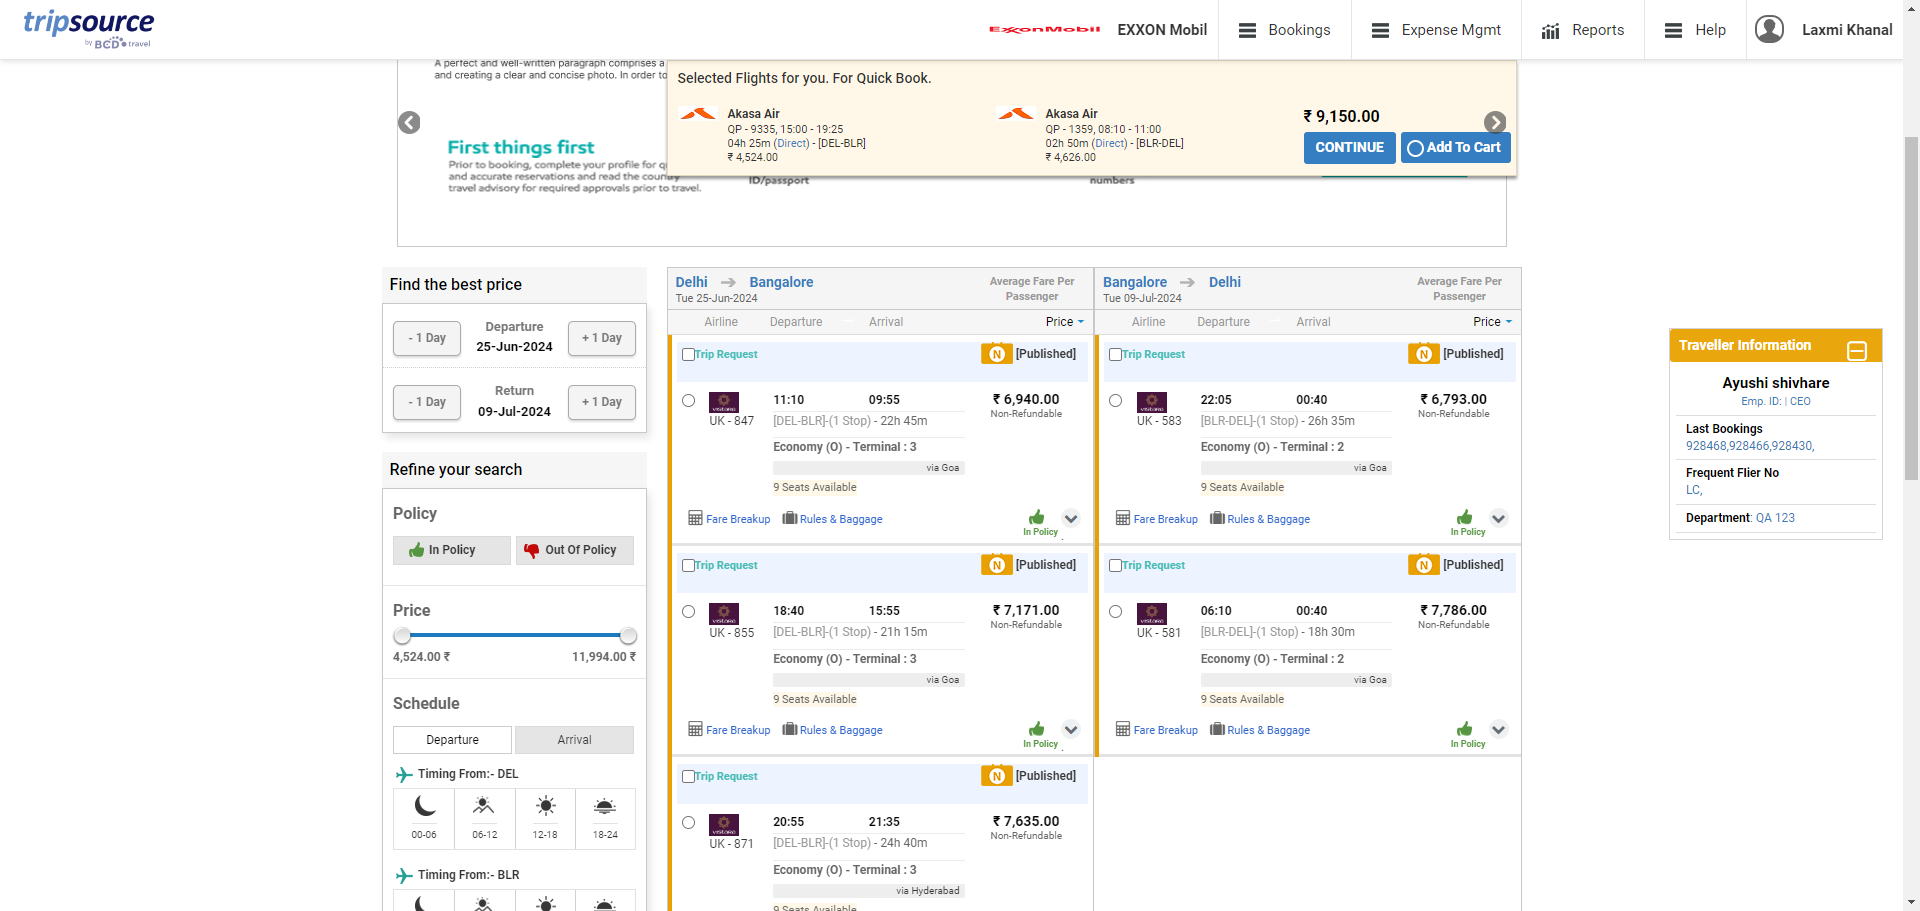 tripsource
by BCD travel
ExxonMobil
EXXON Mobil
Bookings
Expense Mgmt
Reports
Help
Laxmi Khanal
A perfect and well-written paragraph comprises a
and creating a clear and concise photo. In order to
First things first
Prior to booking, complete your profile for
and accurate reservations and read the country
travel advisory for required approvals prior to travel.
ID/passport
numbers
Selected Flights for you. For Quick Book.
Akasa Air
QP - 9335, 15:00 - 19:25
04h 25m (Direct) - [DEL-BLR]
₹ 4,524.00
Akasa Air
QP - 1359, 08:10 - 11:00
02h 50m (Direct) - [BLR-DEL]
₹ 4,626.00
₹ 9,150.00
CONTINUE
Add To Cart
Find the best price
- 1 Day
Departure
25-Jun-2024
+ 1 Day
- 1 Day
Return
09-Jul-2024
+ 1 Day
Refine your search
Policy
In Policy
Out Of Policy
Price
4,524.00 ₹
11,994.00 ₹
Schedule
Departure
Arrival
Timing From:- DEL
00-06
06-12
12-18
18-24
Timing From:- BLR
Delhi
Bangalore
Tue 25-Jun-2024
Average Fare Per
Passenger
Airline
Departure
Arrival
Price
Trip Request
N
[Published]
UK - 847
11:10
09:55
[DEL-BLR]-(1 Stop) - 22h 45m
Economy (O) - Terminal : 3
via Goa
9 Seats Available
₹ 6,940.00
Non-Refundable
Fare Breakup
Rules & Baggage
In Policy
Trip Request
N
[Published]
UK - 855
18:40
15:55
[DEL-BLR]-(1 Stop) - 21h 15m
Economy (O) - Terminal : 3
via Goa
9 Seats Available
₹ 7,171.00
Non-Refundable
Fare Breakup
Rules & Baggage
In Policy
Trip Request
N
[Published]
UK - 871
20:55
21:35
[DEL-BLR]-(1 Stop) - 24h 40m
Economy (O) - Terminal : 3
via Hyderabad
9 Seats Available
₹ 7,635.00
Non-Refundable
Bangalore
Delhi
Tue 09-Jul-2024
Average Fare Per
Passenger
Airline
Departure
Arrival
Price
Trip Request
N
[Published]
UK - 583
22:05
00:40
[BLR-DEL]-(1 Stop) - 26h 35m
Economy (O) - Terminal : 2
via Goa
9 Seats Available
₹ 6,793.00
Non-Refundable
Fare Breakup
Rules & Baggage
In Policy
Trip Request
N
[Published]
UK - 581
06:10
00:40
[BLR-DEL]-(1 Stop) - 18h 30m
Economy (O) - Terminal : 2
via Goa
9 Seats Available
₹ 7,786.00
Non-Refundable
Fare Breakup
Rules & Baggage
In Policy
Traveller Information
Ayushi shivhare
Emp. ID: | CEO
Last Bookings
928468,928466,928430,
Frequent Flier No
LC,
Department: QA 123